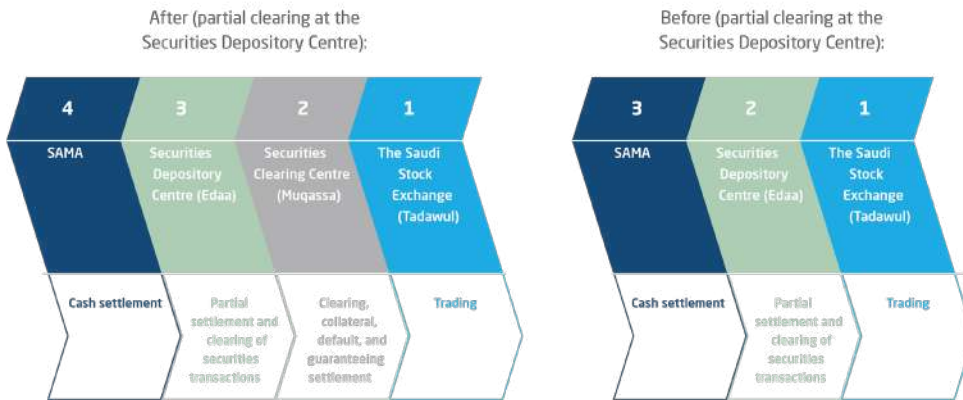 After (partial clearing at the
Securities Depository Centre):
4
3
2
1
SAMA
Securities
Depository
Centre (Edaa)
Securities
Clearing Centre
(Muqassa)
The Saudi
Stock
Exchange
(Tadawul)
Cash settlement
Partial
settlement and
clearing of
securities
transactions
Clearing,
collateral,
default, and
guaranteeing
settlement
Trading
Before (partial clearing at the
Securities Depository Centre):
3
2
1
SAMA
Securities
Depository
Centre (Edaa)
The Saudi
Stock
Exchange
(Tadawul)
Cash settlement
Partial
settlement and
clearing of
securities
transactions
Trading